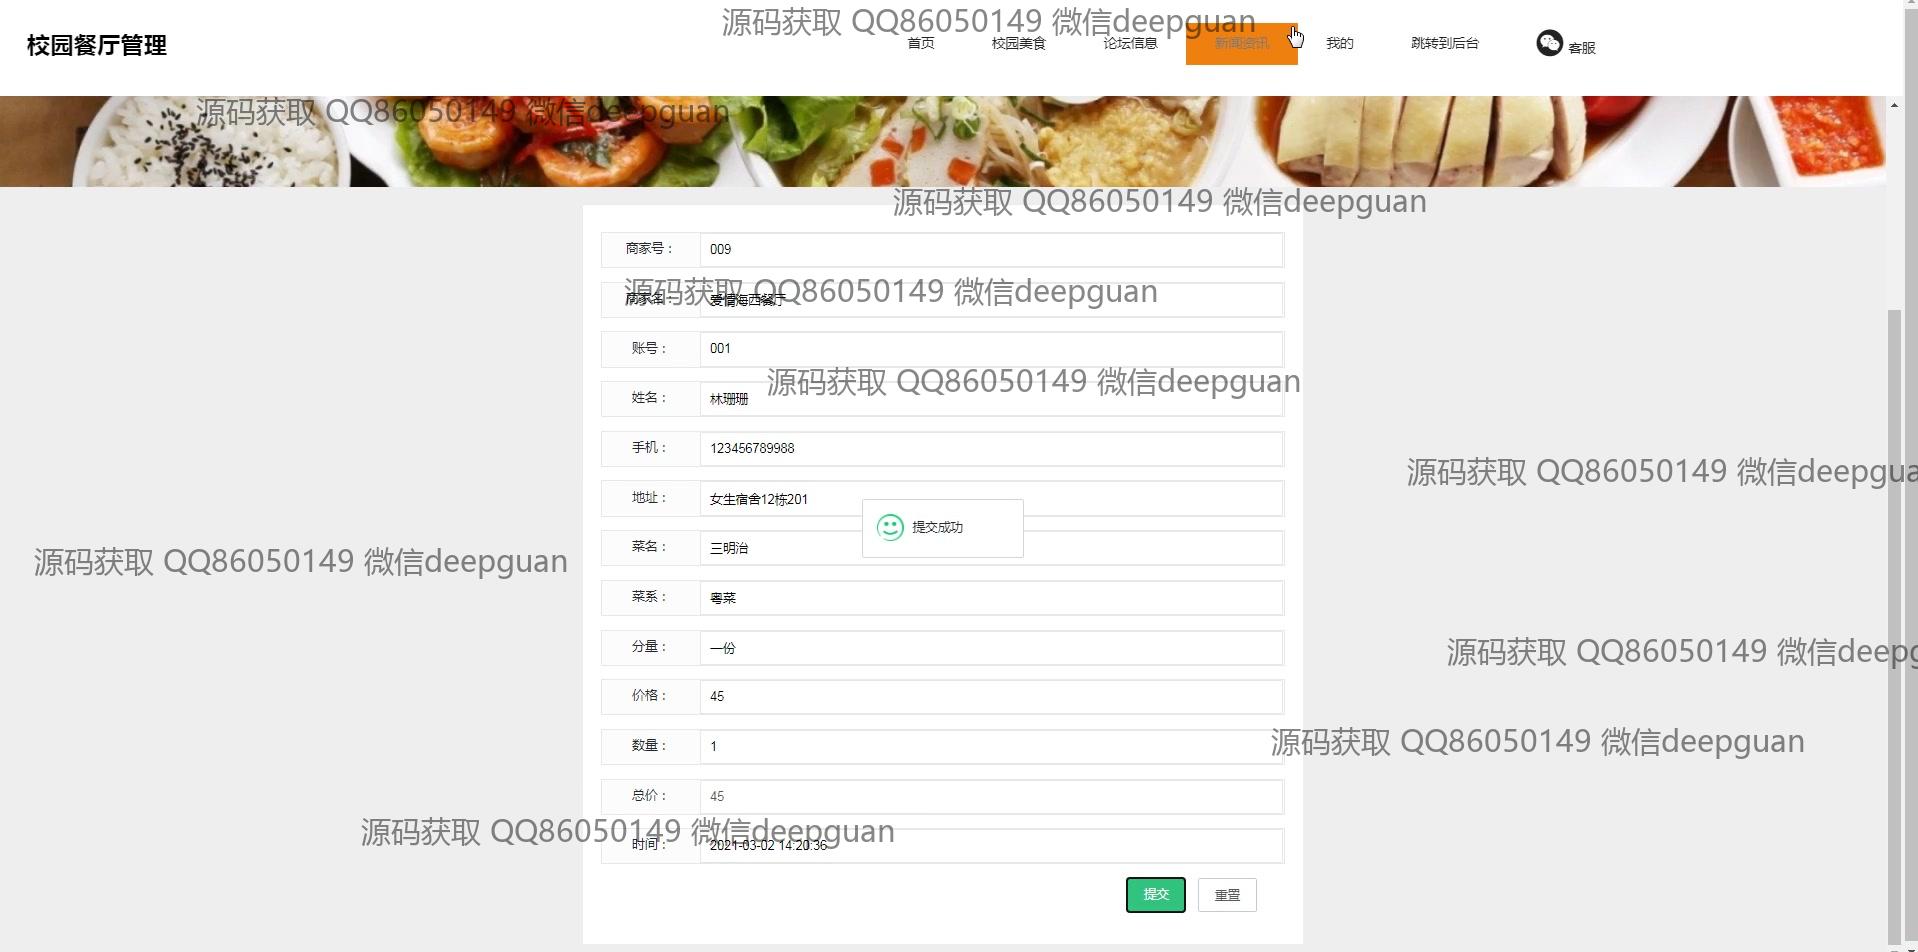 源码获取 QQ86050149 微信deepguan
校园餐厅管理
首页 校园美食 论坛信息 新闻资讯 我的 跳转到后台 客服
源码获取 QQ86050149 微信deepguan
源码获取 QQ86050149 微信deepguan
商家号： 009
源码获取 QQ86050149 微信deepguan
商家名： 爱情海西餐厅
账号： 001
源码获取 QQ86050149 微信deepguan
姓名： 林珊珊
手机： 123456789988
源码获取 QQ86050149 微信deepgua
地址： 女生宿舍12栋201
提交成功
菜名： 三明治
源码获取 QQ86050149 微信deepguan
菜系： 粤菜
分量： 一份
源码获取 QQ86050149 微信deepg
价格： 45
数量： 1
源码获取 QQ86050149 微信deepguan
总价： 45
源码获取 QQ86050149 微信deepguan
时间： 2021-03-02 14:20:36
提交 重置